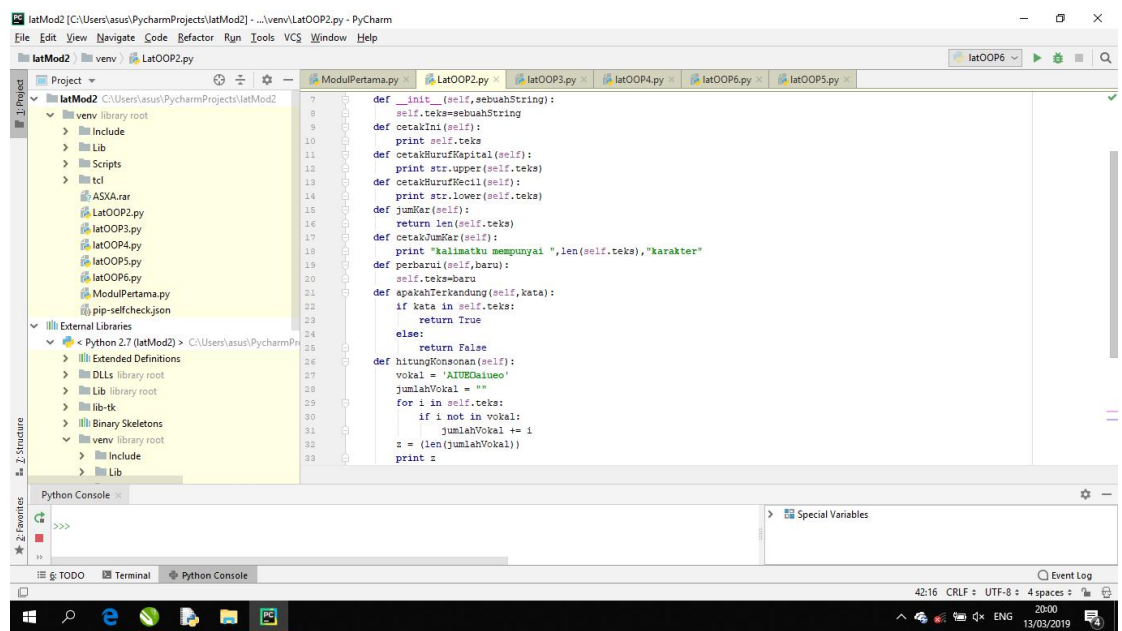 latMod2 [C:\Users\asus\PycharmProjects\latMod2] - ...\venv\LatOOP2.py - PyCharm
File Edit View Navigate Code Refactor Run Tools VCS Window Help
latMod2 venv LatOOP2.py latOOP6
Project
ModulPertama.py LatOOP2.py latOOP3.py latOOP4.py latOOP6.py latOOP5.py
1: Project
latMod2 C:\Users\asus\PycharmProjects\latMod2
venv library root
Include
Lib
Scripts
tcl
ASXA.rar
LatOOP2.py
latOOP3.py
latOOP4.py
latOOP5.py
latOOP6.py
ModulPertama.py
pip-selfcheck.json
External Libraries
< Python 2.7 (latMod2) > C:\Users\asus\PycharmPr
Extended Definitions
DLLs library root
Lib library root
lib-tk
Binary Skeletons
venv library root
Include
Lib
7 def __init__(self,sebuahString):
8 self.teks=sebuahString
9 def cetakIni(self):
10 print self.teks
11 def cetakHurufKapital(self):
12 print str.upper(self.teks)
13 def cetakHurufKecil(self):
14 print str.lower(self.teks)
15 def jumKar(self):
16 return len(self.teks)
17 def cetakJumKar(self):
18 print "kalimatku mempunyai ",len(self.teks),"karakter"
19 def perbarui(self,baru):
20 self.teks=baru
21 def apakahTerkandung(self,kata):
22 if kata in self.teks:
23 return True
24 else:
25 return False
26 def hitungKonsonan(self):
27 vokal = 'AIUEOaiueo'
28 jumlahVokal = ""
29 for i in self.teks:
30 if i not in vokal:
31 jumlahVokal += i
32 z = (len(jumlahVokal))
33 print z
7: Structure
2: Favorites
Python Console
>>>
Special Variables
6: TODO Terminal Python Console Event Log
42:16 CRLF UTF-8 4 spaces
ENG 20:00
13/03/2019
4